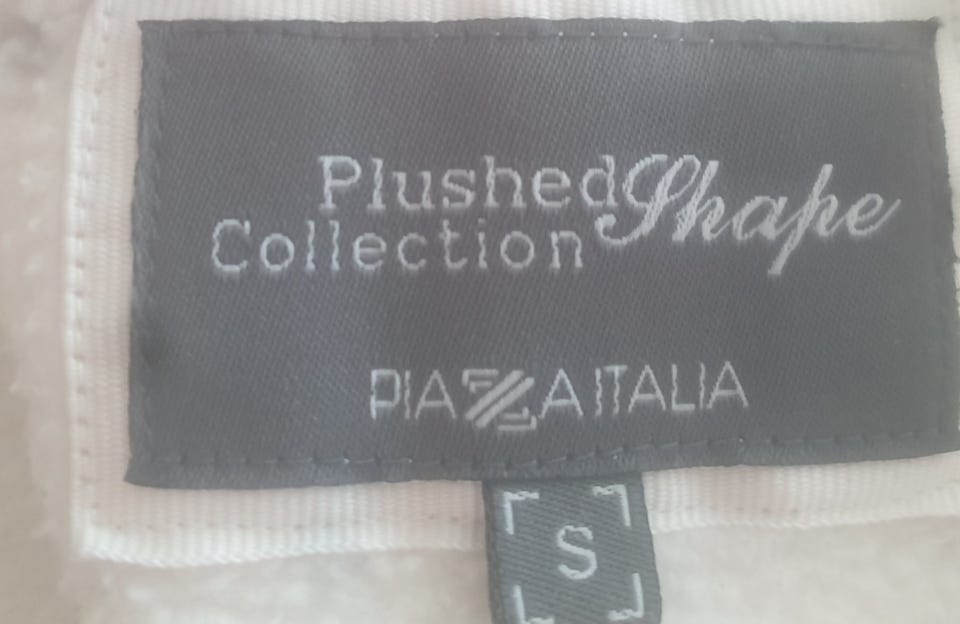 Plushed Shape
Collection
PIAZZA ITALIA
S